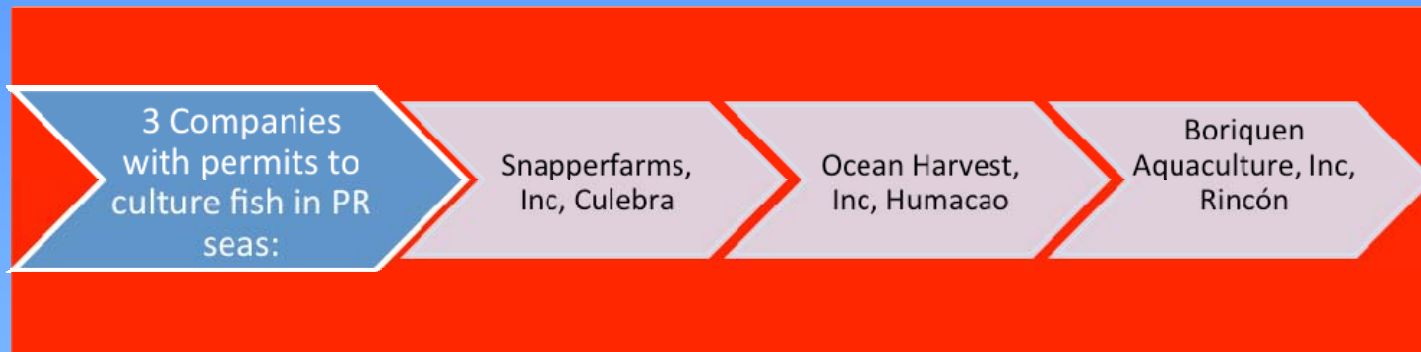 3 Companies
with permits to
culture fish in PR
seas:
Snapperfarms,
Inc, Culebra
Ocean Harvest,
Inc, Humacao
Boriquen
Aquaculture, Inc,
Rincón